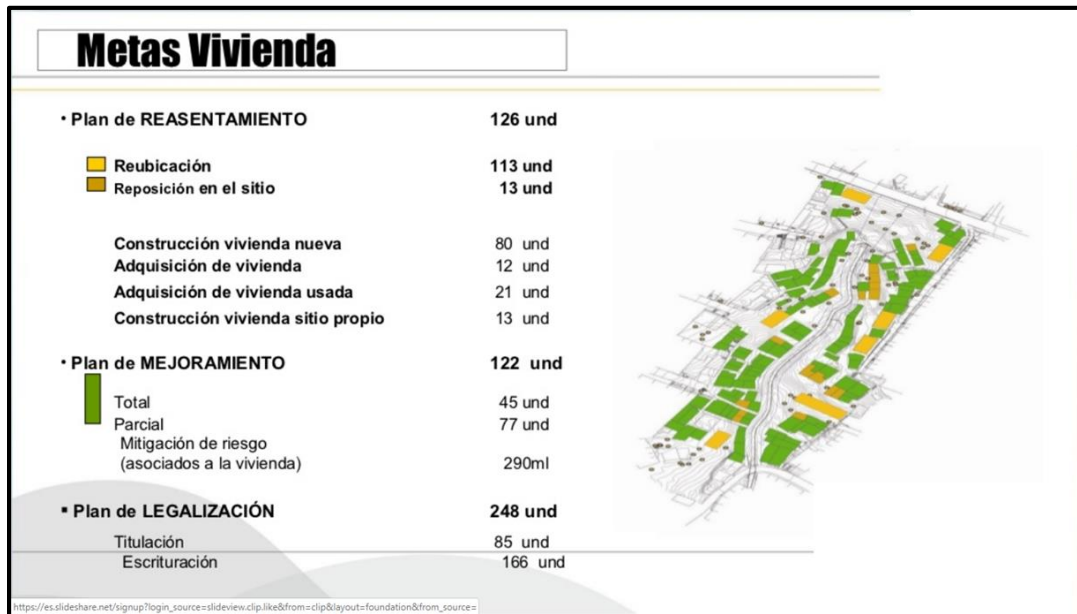 Metas Vivienda
• Plan de REASENTAMIENTO 126 und
Reubicación 113 und
Reposición en el sitio 13 und
Construcción vivienda nueva 80 und
Adquisición de vivienda 12 und
Adquisición de vivienda usada 21 und
Construcción vivienda sitio propio 13 und
• Plan de MEJORAMIENTO 122 und
Total 45 und
Parcial 77 und
Mitigación de riesgo
(asociados a la vivienda) 290ml
▪ Plan de LEGALIZACIÓN 248 und
Titulación 85 und
Escrituración 166 und
https://es.slideshare.net/signup?login_source=slideview.clip.like&from=clip&layout=foundation&from_source=